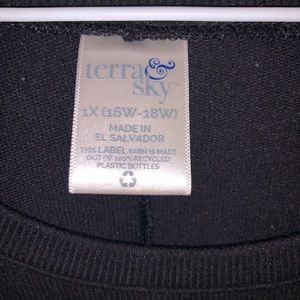 terra &
sky™
1X (16W-18W)
MADE IN
EL SALVADOR
THIS LABEL YARN IS MADE
OUT OF 100% RECYCLED
PLASTIC BOTTLES